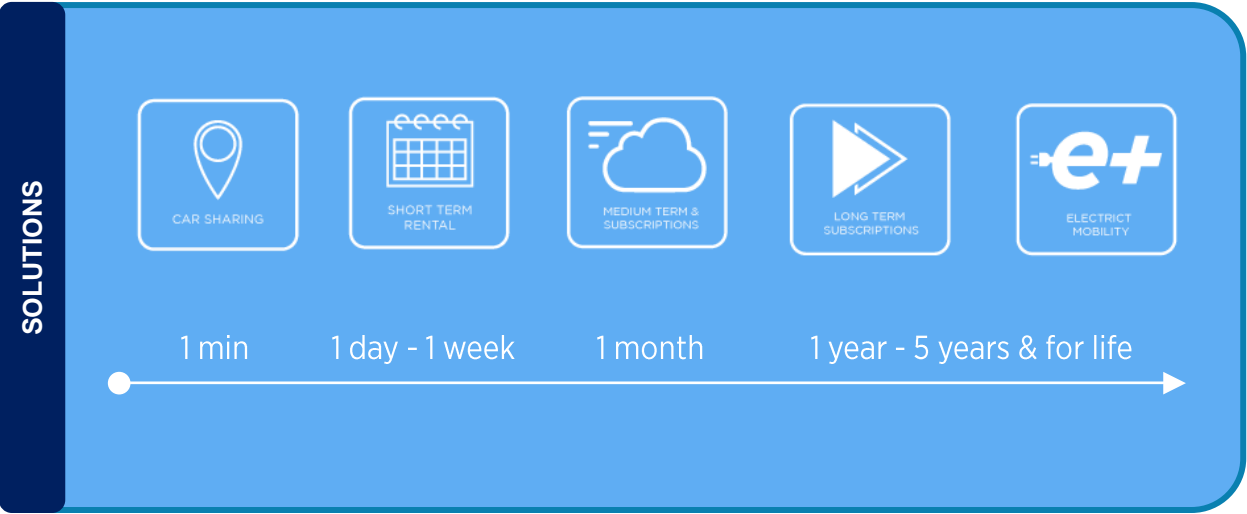 SOLUTIONS
CAR SHARING
SHORT TERM
RENTAL
MEDIUM TERM &
SUBSCRIPTIONS
LONG TERM
SUBSCRIPTIONS
e+
ELECTRICT
MOBILITY
1 min
1 day - 1 week
1 month
1 year - 5 years & for life